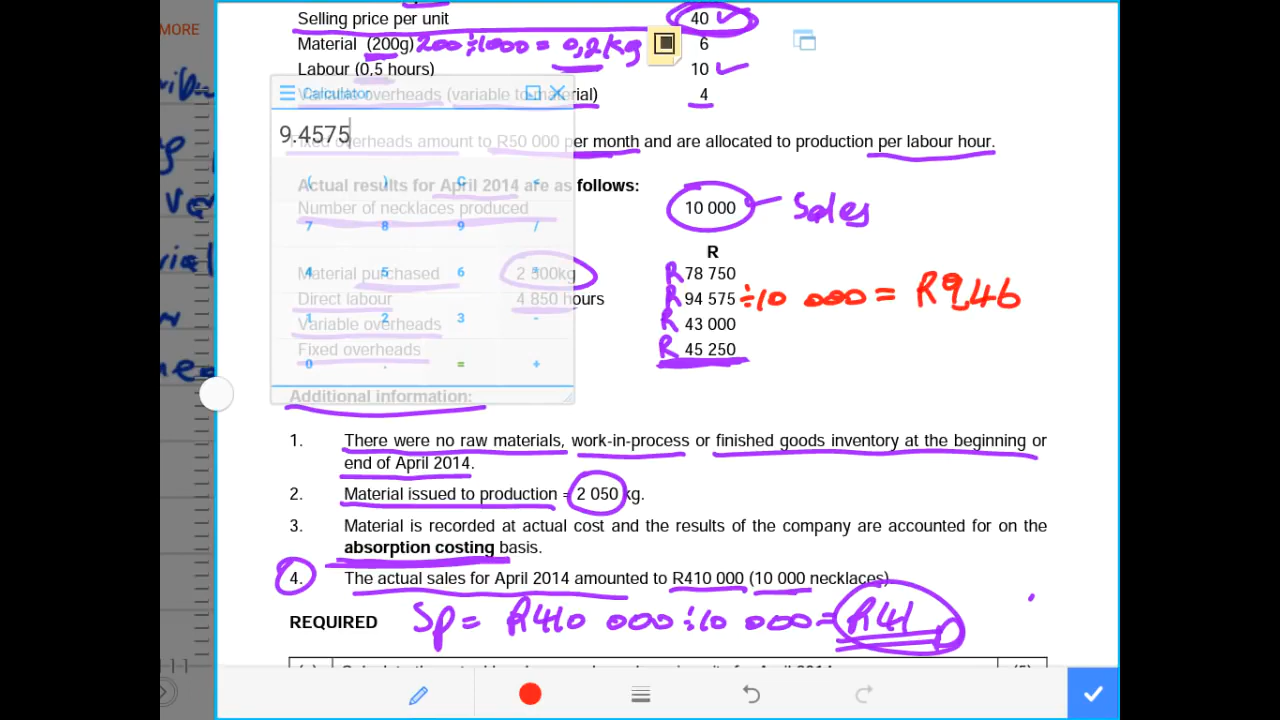 MORE
Selling price per unit 40
Material (200g) 200÷1000 = 0,2kg 6
Labour (0,5 hours) 10
Variable overheads (variable to material) 4
Calculator
9.4575
Fixed overheads amount to R50 000 per month and are allocated to production per labour hour.
( ) C <
Actual results for April 2014 are as follows:
Number of necklaces produced 10 000 Sales
7 8 9 /
R
Material purchased 2 300kg R 78 750
4 5 6 *
Direct labour 4 850 hours R 94 575 ÷10 000 = R9,46
1 2 3 -
Variable overheads R 43 000
Fixed overheads R 45 250
0 . = +
Additional information:
1. There were no raw materials, work-in-process or finished goods inventory at the beginning or
end of April 2014.
2. Material issued to production = 2 050 kg.
3. Material is recorded at actual cost and the results of the company are accounted for on the
absorption costing basis.
4. The actual sales for April 2014 amounted to R410 000 (10 000 necklaces)
REQUIRED Sp = R410 000 ÷10 000 = R41